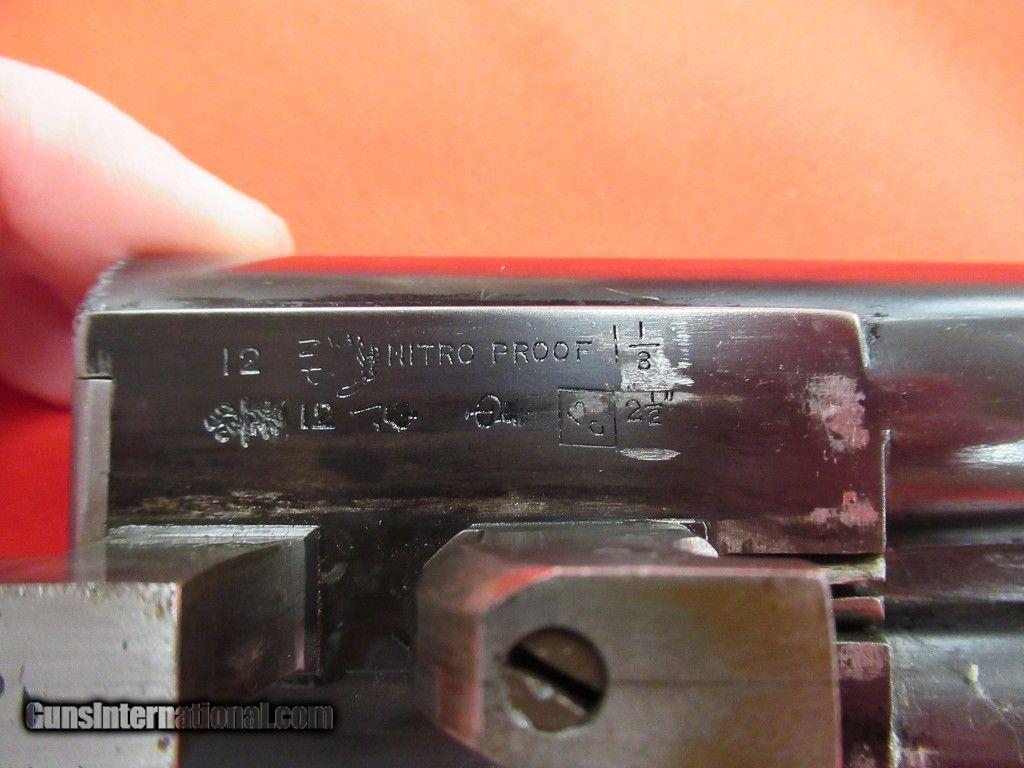 12 NITRO PROOF 1 1/8
12 2 1/2"
GunsInternational.com